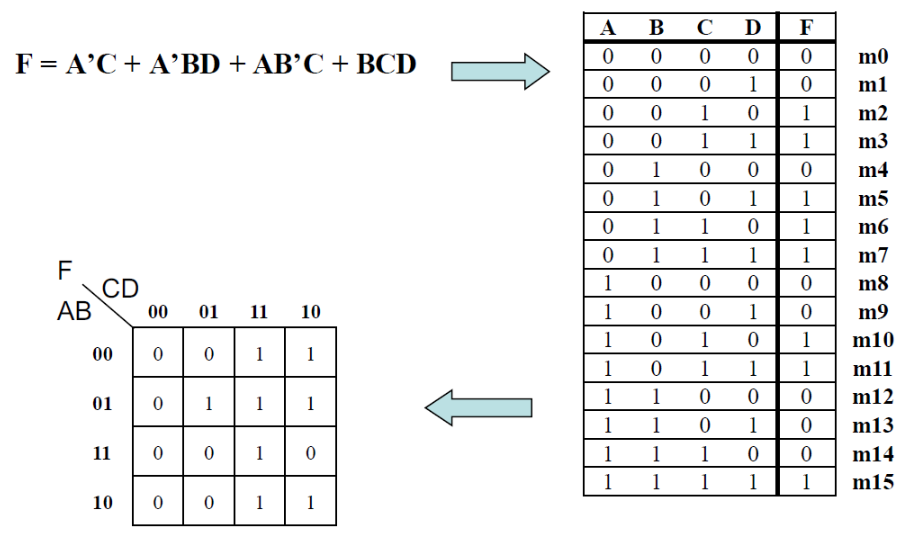 F = A’C + A’BD + AB’C + BCD
A B C D F
0 0 0 0 0 m0
0 0 0 1 0 m1
0 0 1 0 1 m2
0 0 1 1 1 m3
0 1 0 0 0 m4
0 1 0 1 1 m5
0 1 1 0 1 m6
0 1 1 1 1 m7
1 0 0 0 0 m8
1 0 0 1 0 m9
1 0 1 0 1 m10
1 0 1 1 1 m11
1 1 0 0 0 m12
1 1 0 1 0 m13
1 1 1 0 0 m14
1 1 1 1 1 m15
F
CD
AB 00 01 11 10
00 0 0 1 1
01 0 1 1 1
11 0 0 1 0
10 0 0 1 1